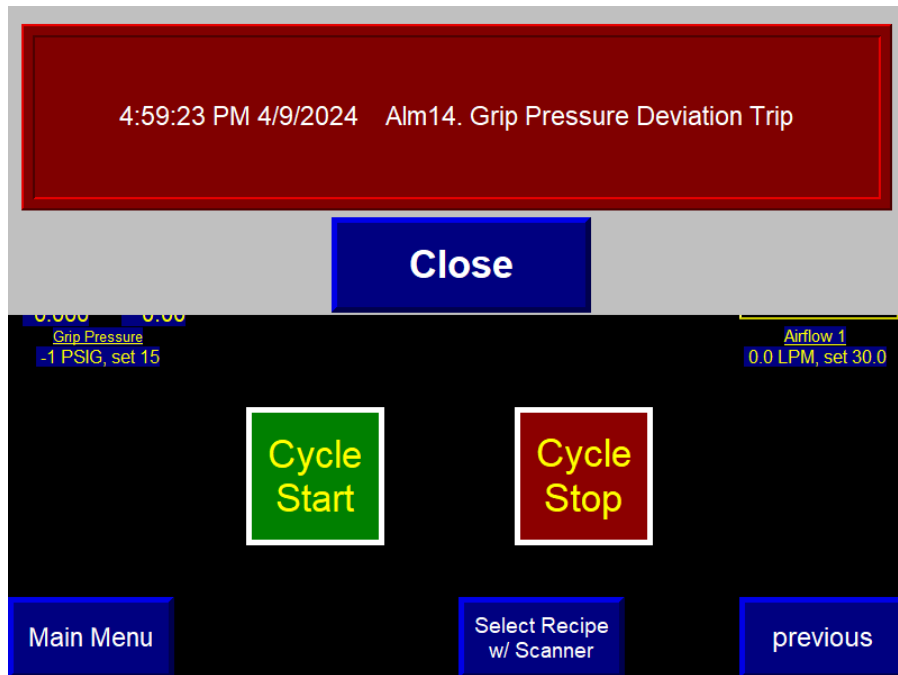 4:59:23 PM 4/9/2024 Alm14. Grip Pressure Deviation Trip
Close
Grip Pressure
-1 PSIG, set 15
Airflow 1
0.0 LPM, set 30.0
Cycle
Start
Cycle
Stop
Main Menu
Select Recipe
w/ Scanner
previous